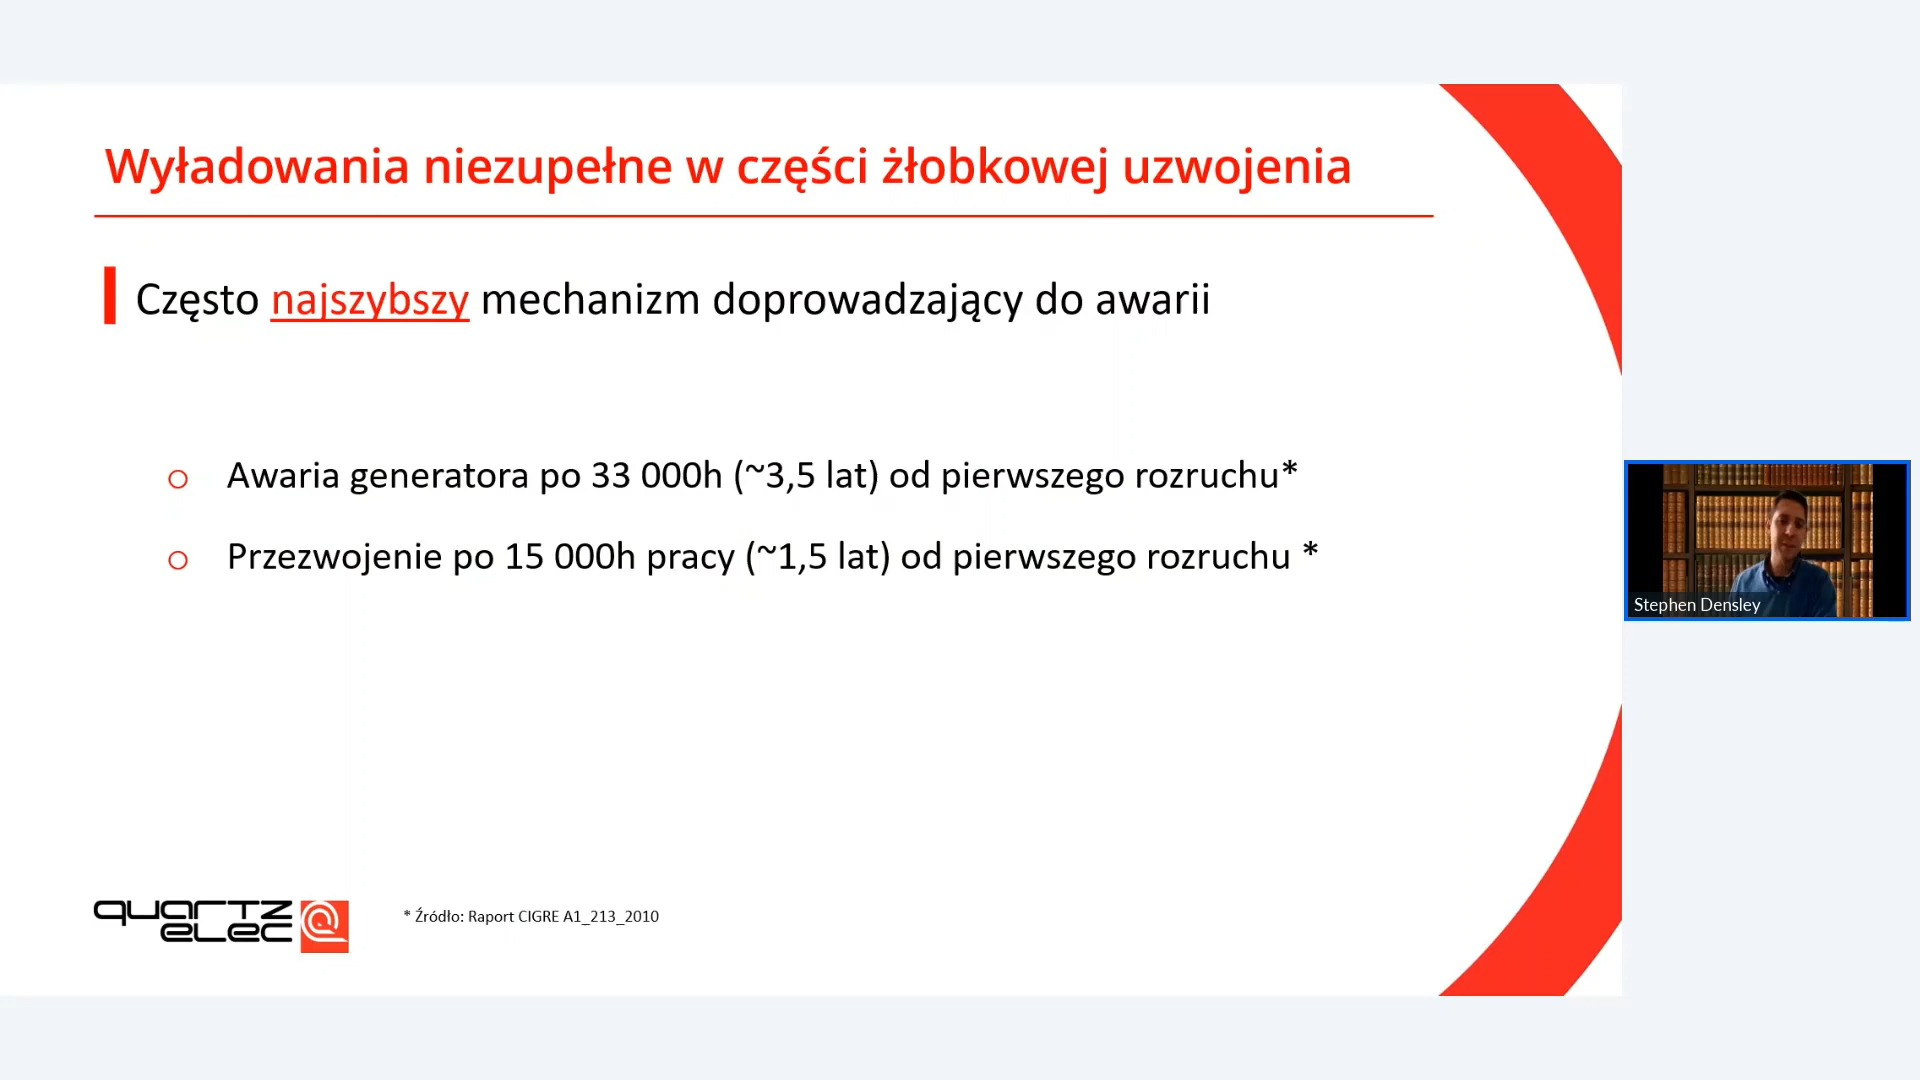 Wyładowania niezupełne w części żłobkowej uzwojenia
Często najszybszy mechanizm doprowadzający do awarii
Awaria generatora po 33 000h (~3,5 lat) od pierwszego rozruchu*
Przezwojenie po 15 000h pracy (~1,5 lat) od pierwszego rozruchu *
Stephen Densley
quartz
elec
* Źródło: Raport CIGRE A1_213_2010